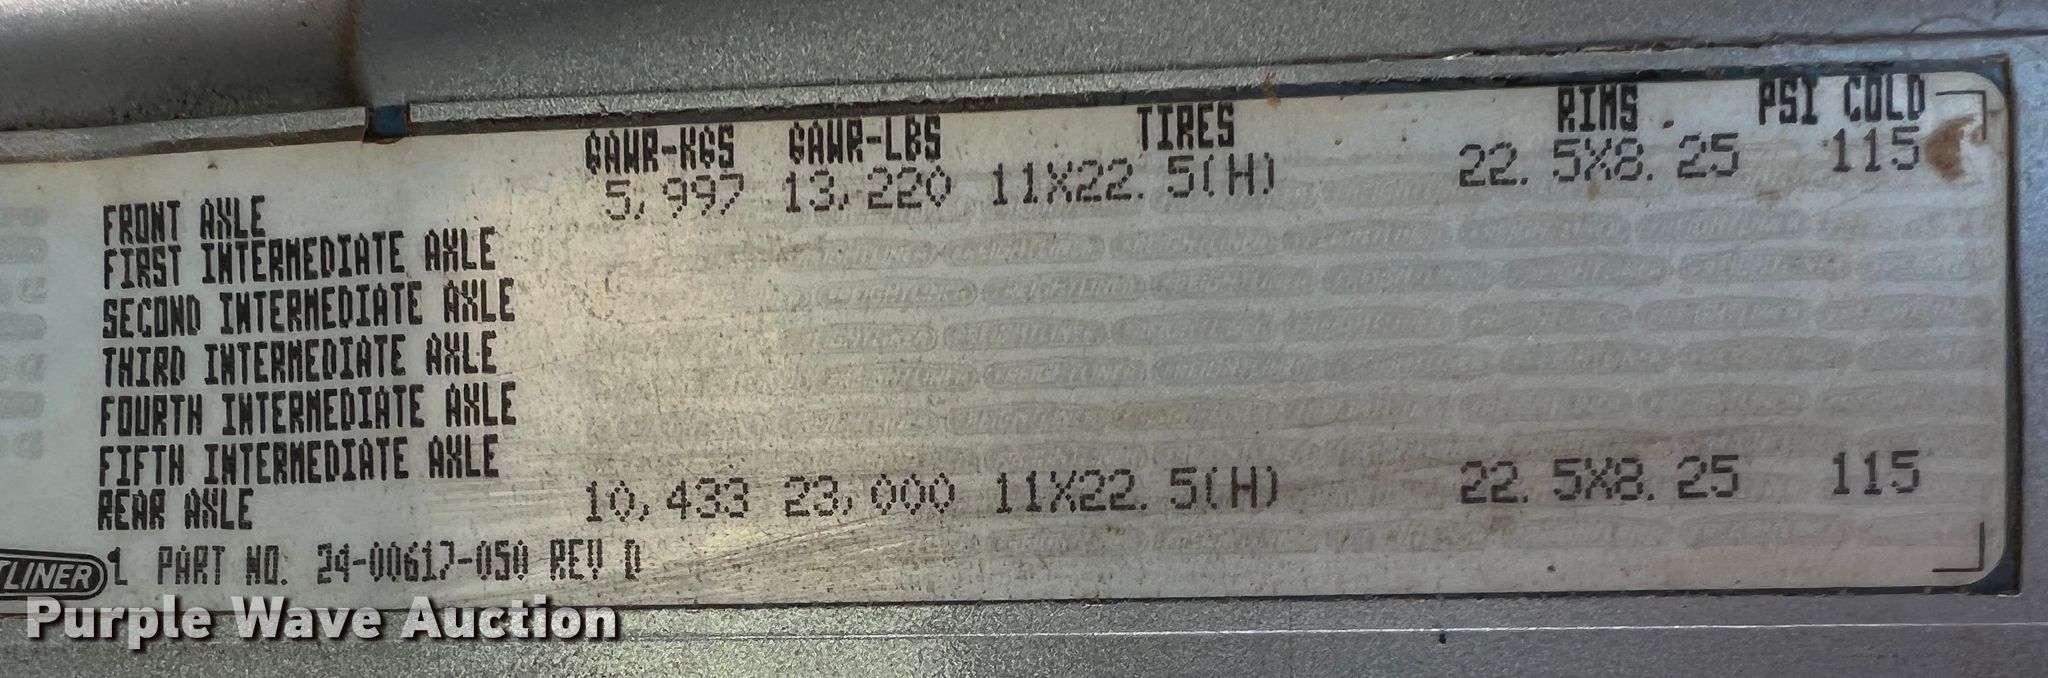 GAWR-KGS GAWR-LBS TIRES RIMS PSI COLD
FRONT AXLE 5,997 13,220 11X22.5(H) 22.5X8.25 115
FIRST INTERMEDIATE AXLE
SECOND INTERMEDIATE AXLE
THIRD INTERMEDIATE AXLE
FOURTH INTERMEDIATE AXLE
FIFTH INTERMEDIATE AXLE
REAR AXLE 10,433 23,000 11X22.5(H) 22.5X8.25 115
TLINER 1 PART NO. 24-00617-050 REV D
Purple Wave Auction